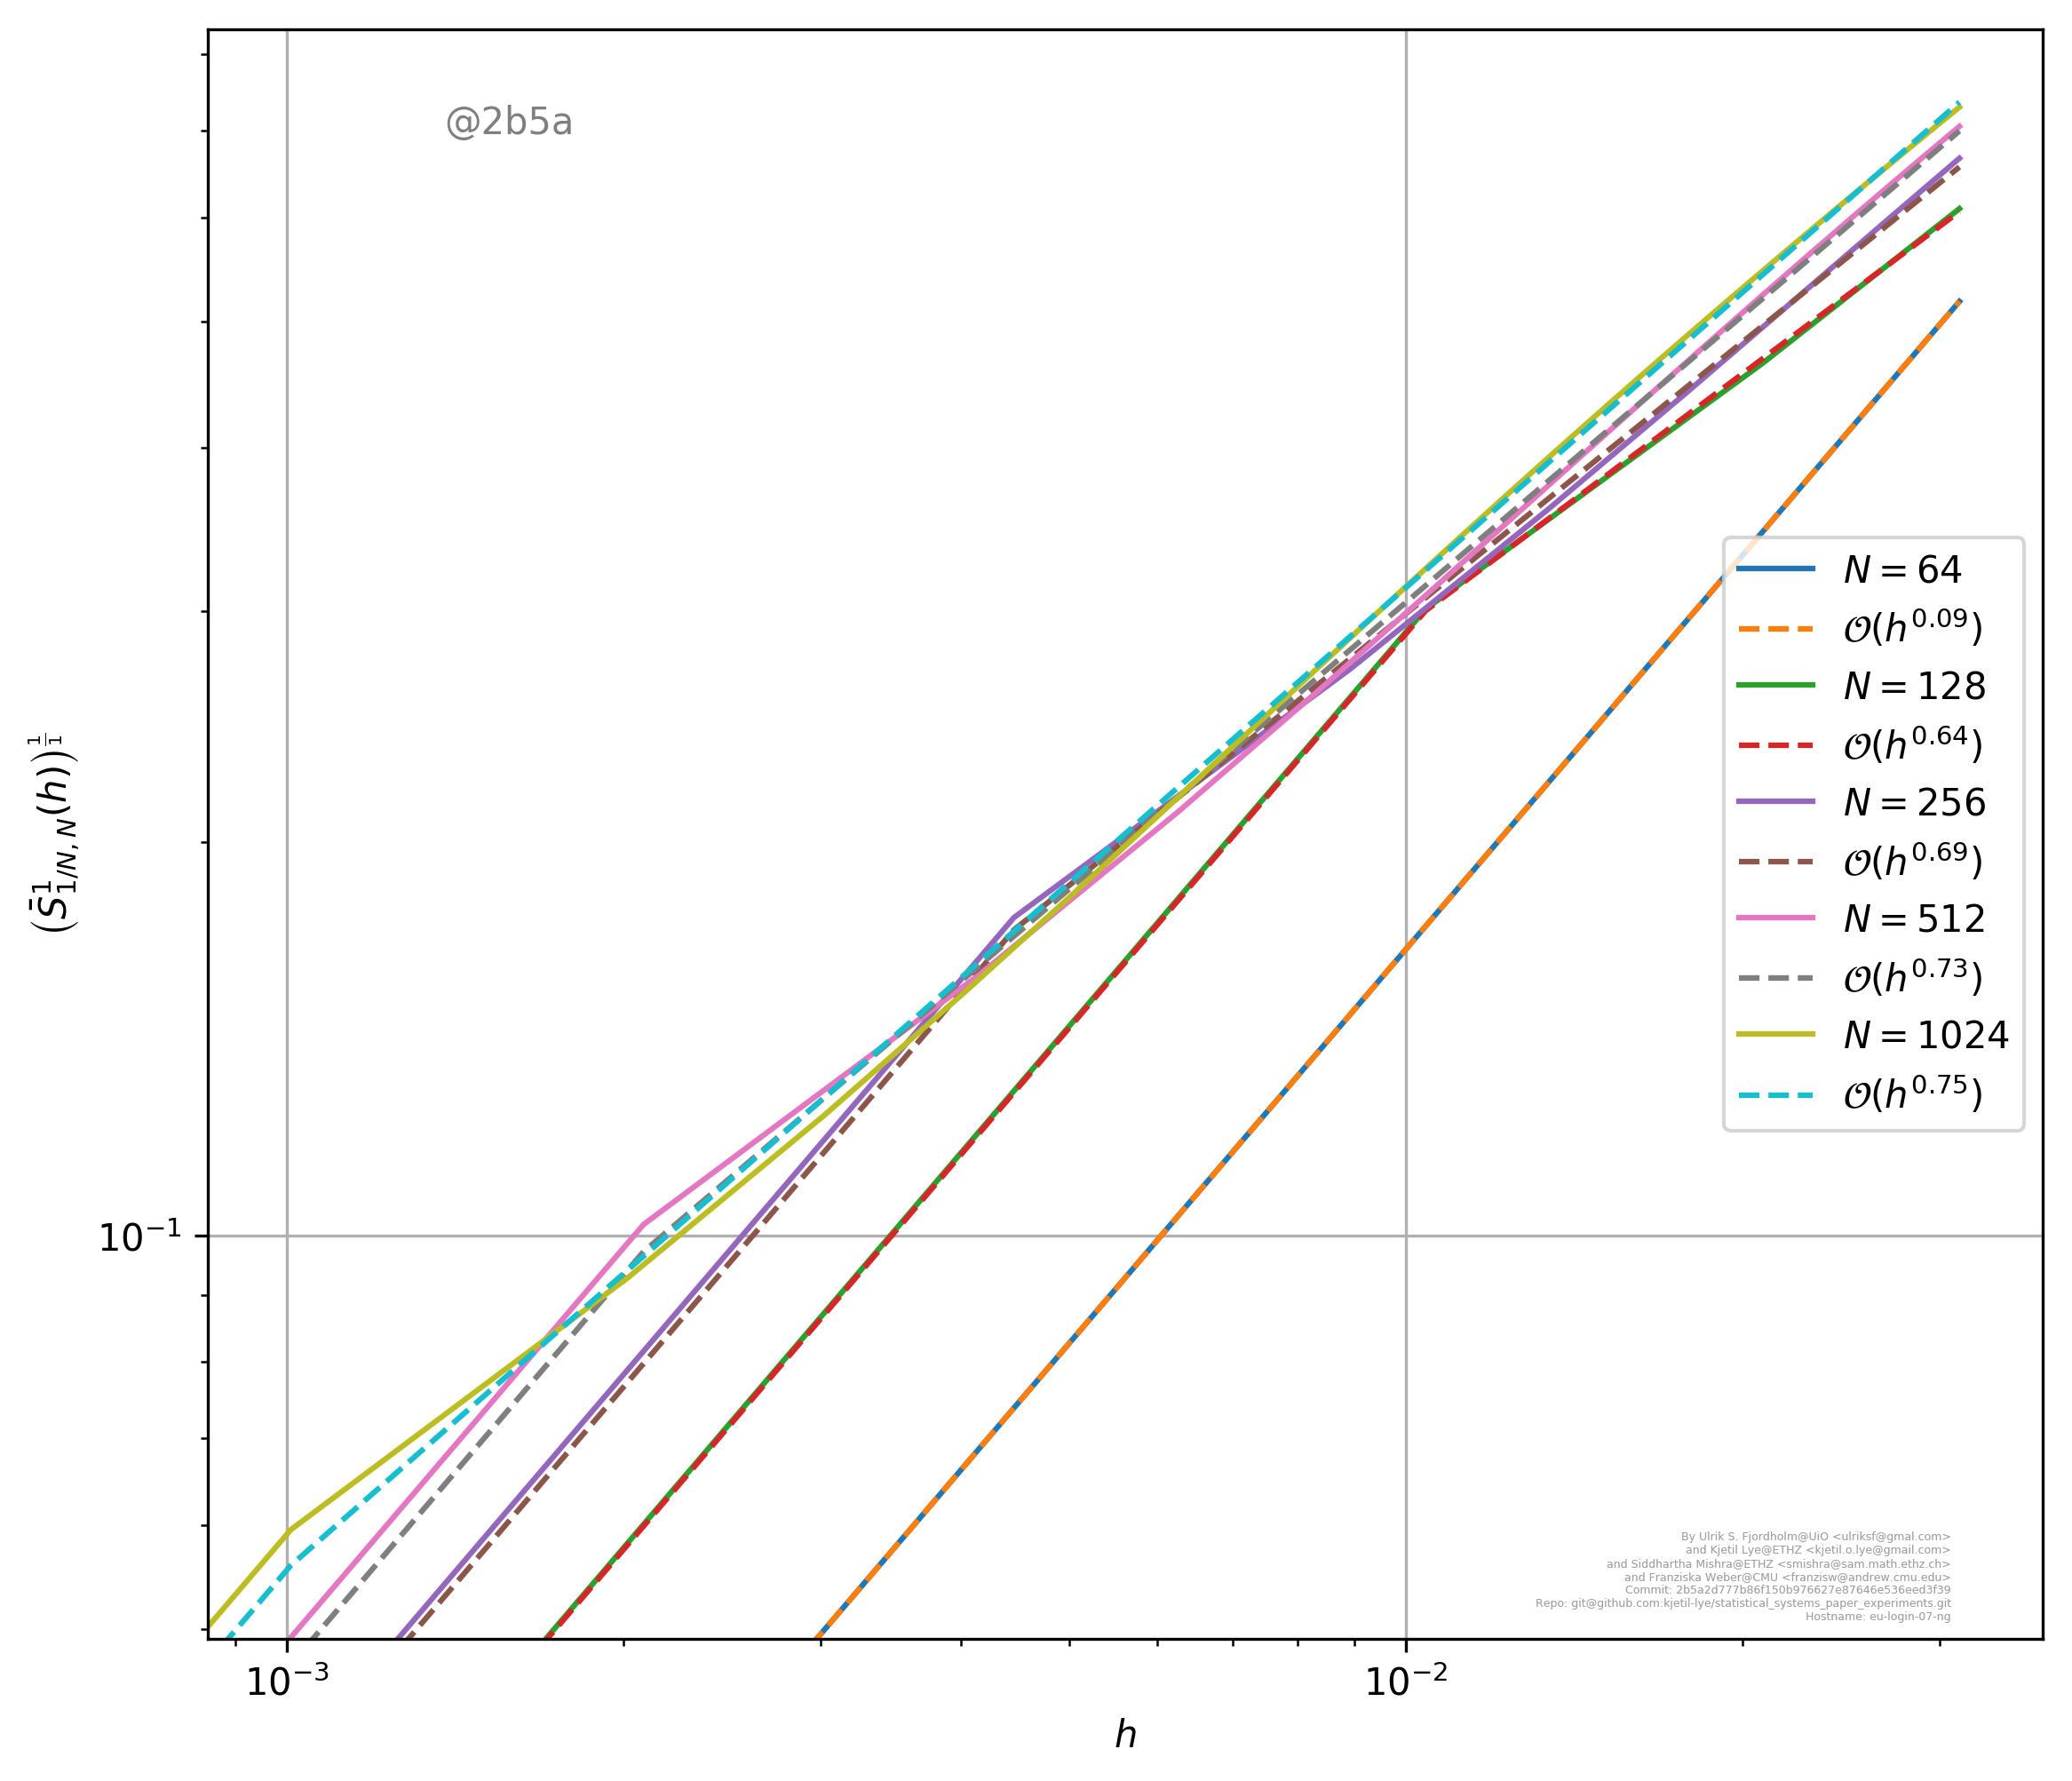 @2b5a
(S̄¹₁/N, N(h))^(1/1)
10⁻¹
N = 64
𝒪(h^0.09)
N = 128
𝒪(h^0.64)
N = 256
𝒪(h^0.69)
N = 512
𝒪(h^0.73)
N = 1024
𝒪(h^0.75)
By Ulrik S. Fjordholm@UiO <ulriksf@gmal.com>
and Kjetil Lye@ETHZ <kjetil.o.lye@gmail.com>
and Siddhartha Mishra@ETHZ <smishra@sam.math.ethz.ch>
and Franziska Weber@CMU <franzisw@andrew.cmu.edu>
Commit: 2b5a2d777b86f150b976627e87646e536eed3f39
Repo: git@github.com:kjetil-lye/statistical_systems_paper_experiments.git
Hostname: eu-login-07-ng
10⁻³ 10⁻²
h